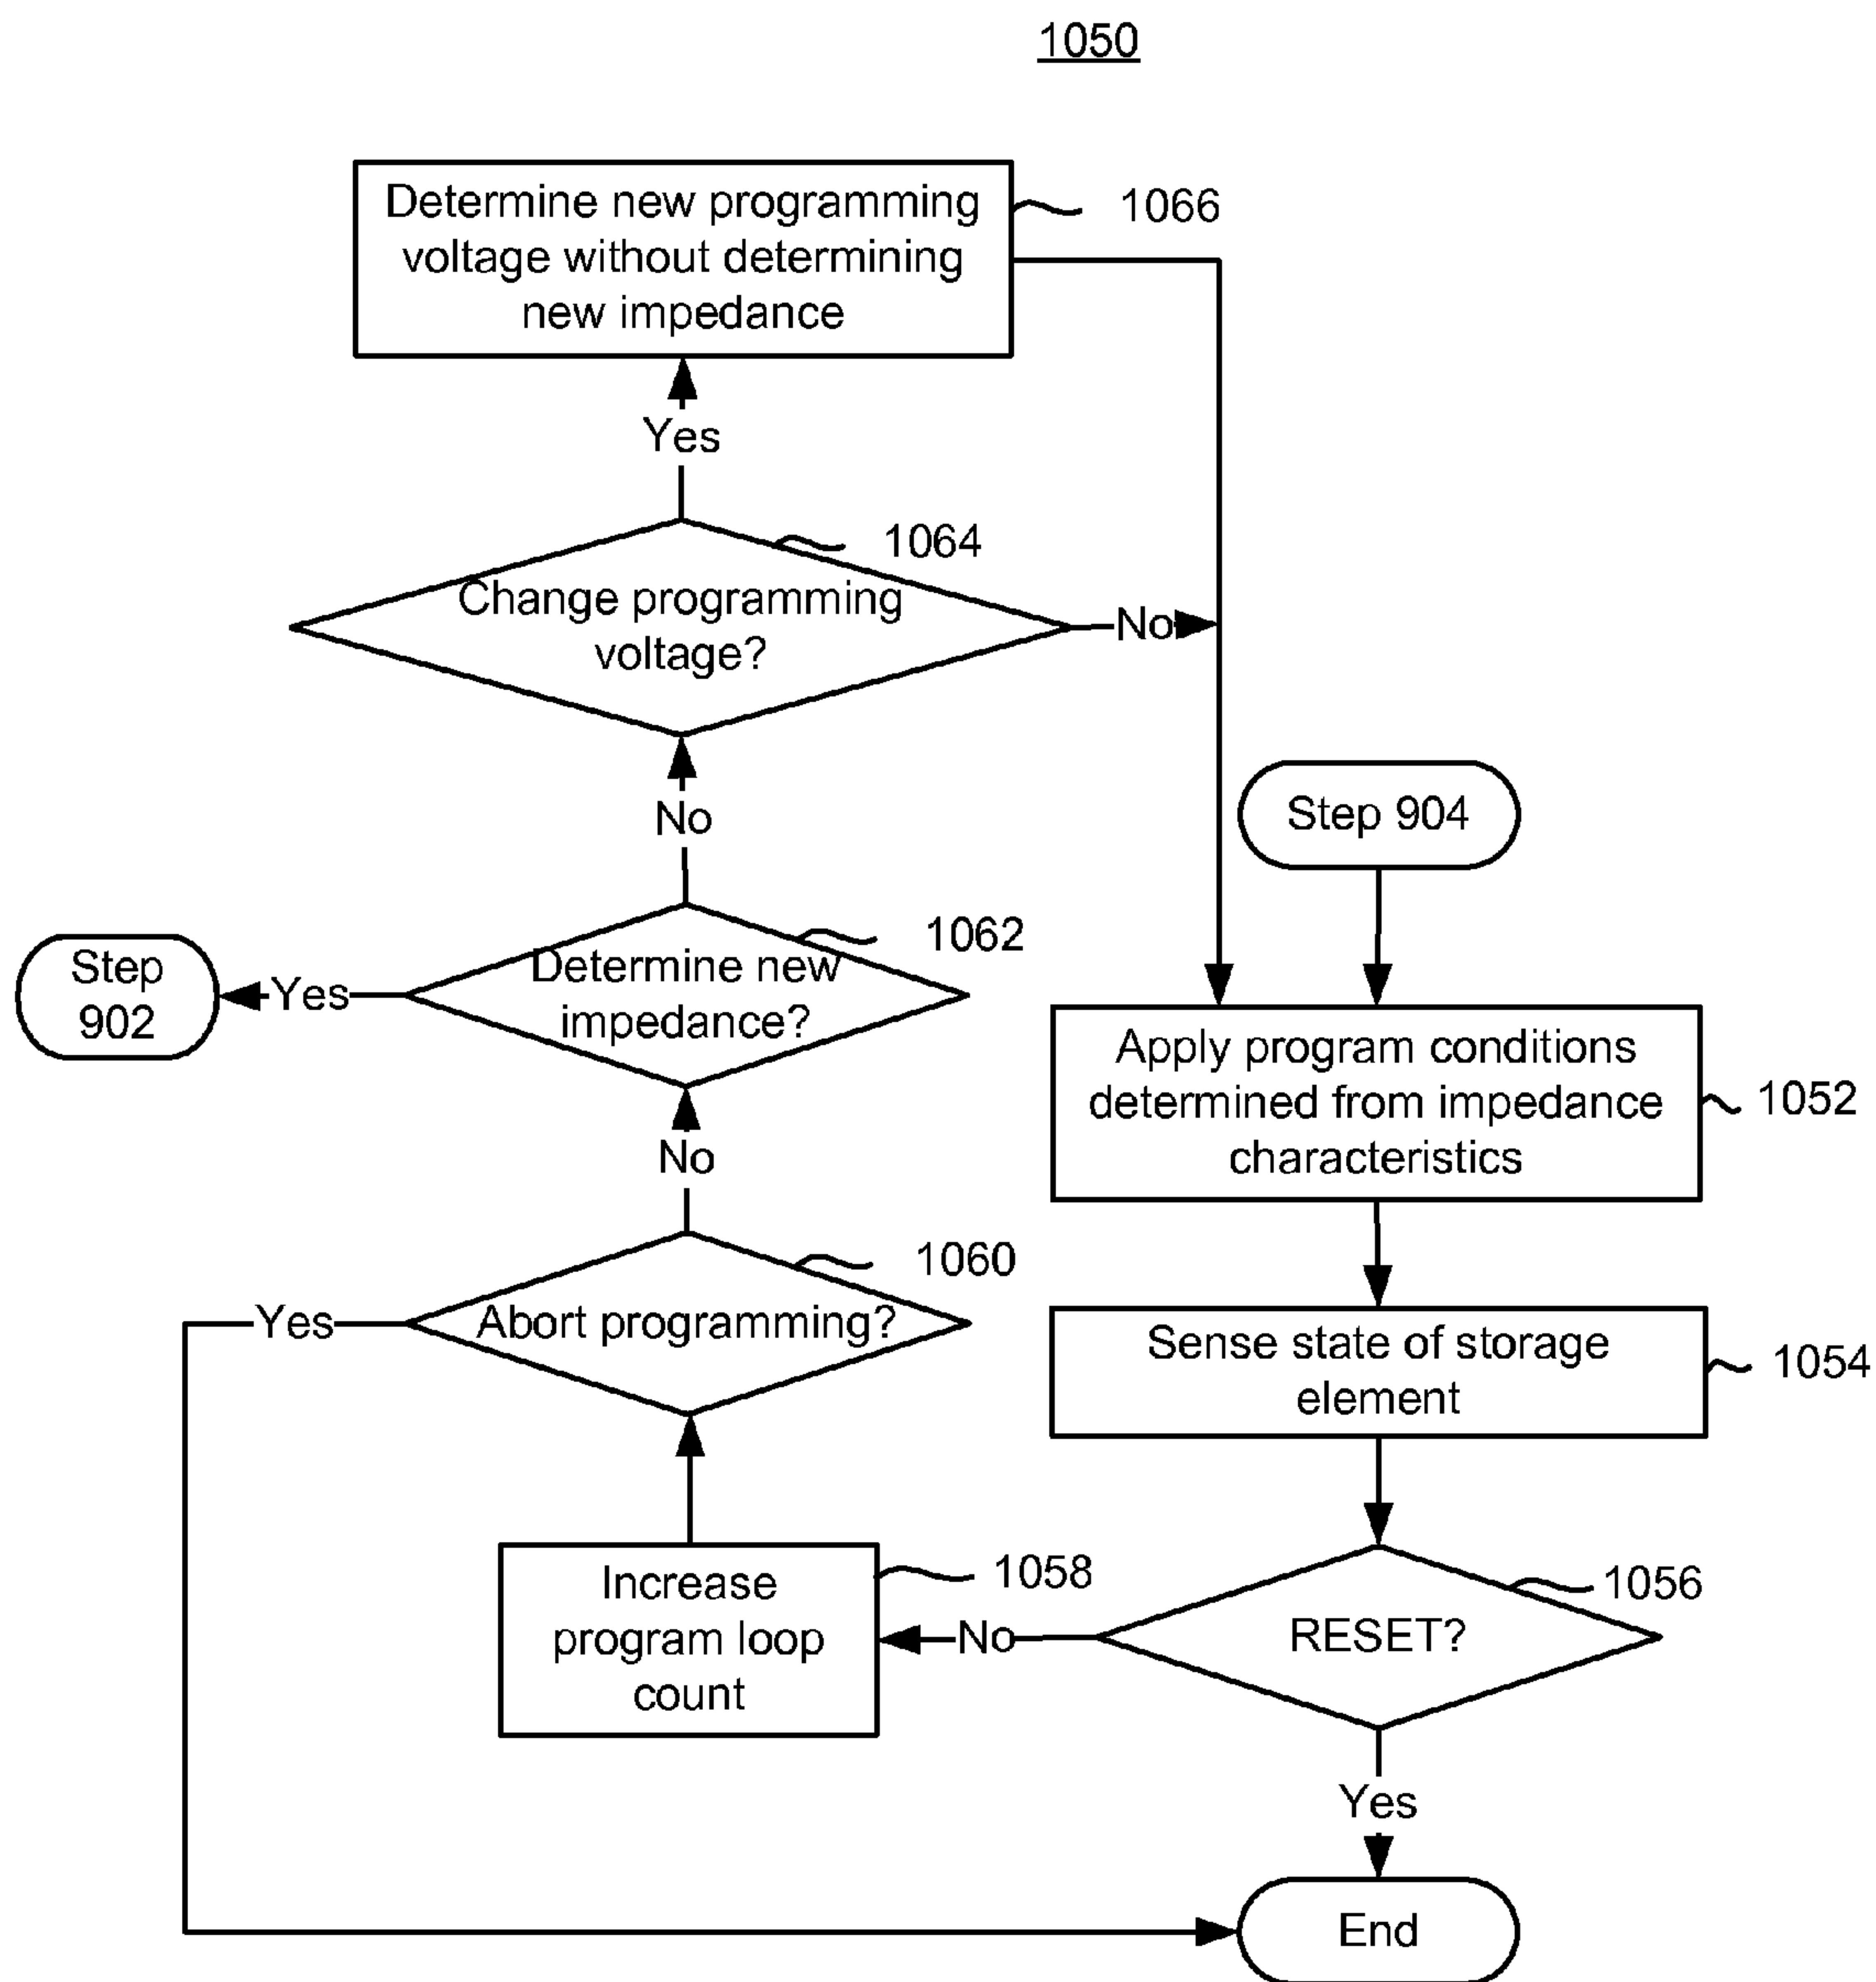 1050
Determine new programming
voltage without determining
new impedance
1066
Yes
1064
Change programming
voltage?
No
No
Step 904
1062
Determine new
impedance?
Yes
Step
902
Apply program conditions
determined from impedance
characteristics
1052
No
1060
Abort programming?
Yes
Sense state of storage
element
1054
Increase
program loop
count
1058
No
1056
RESET?
Yes
End